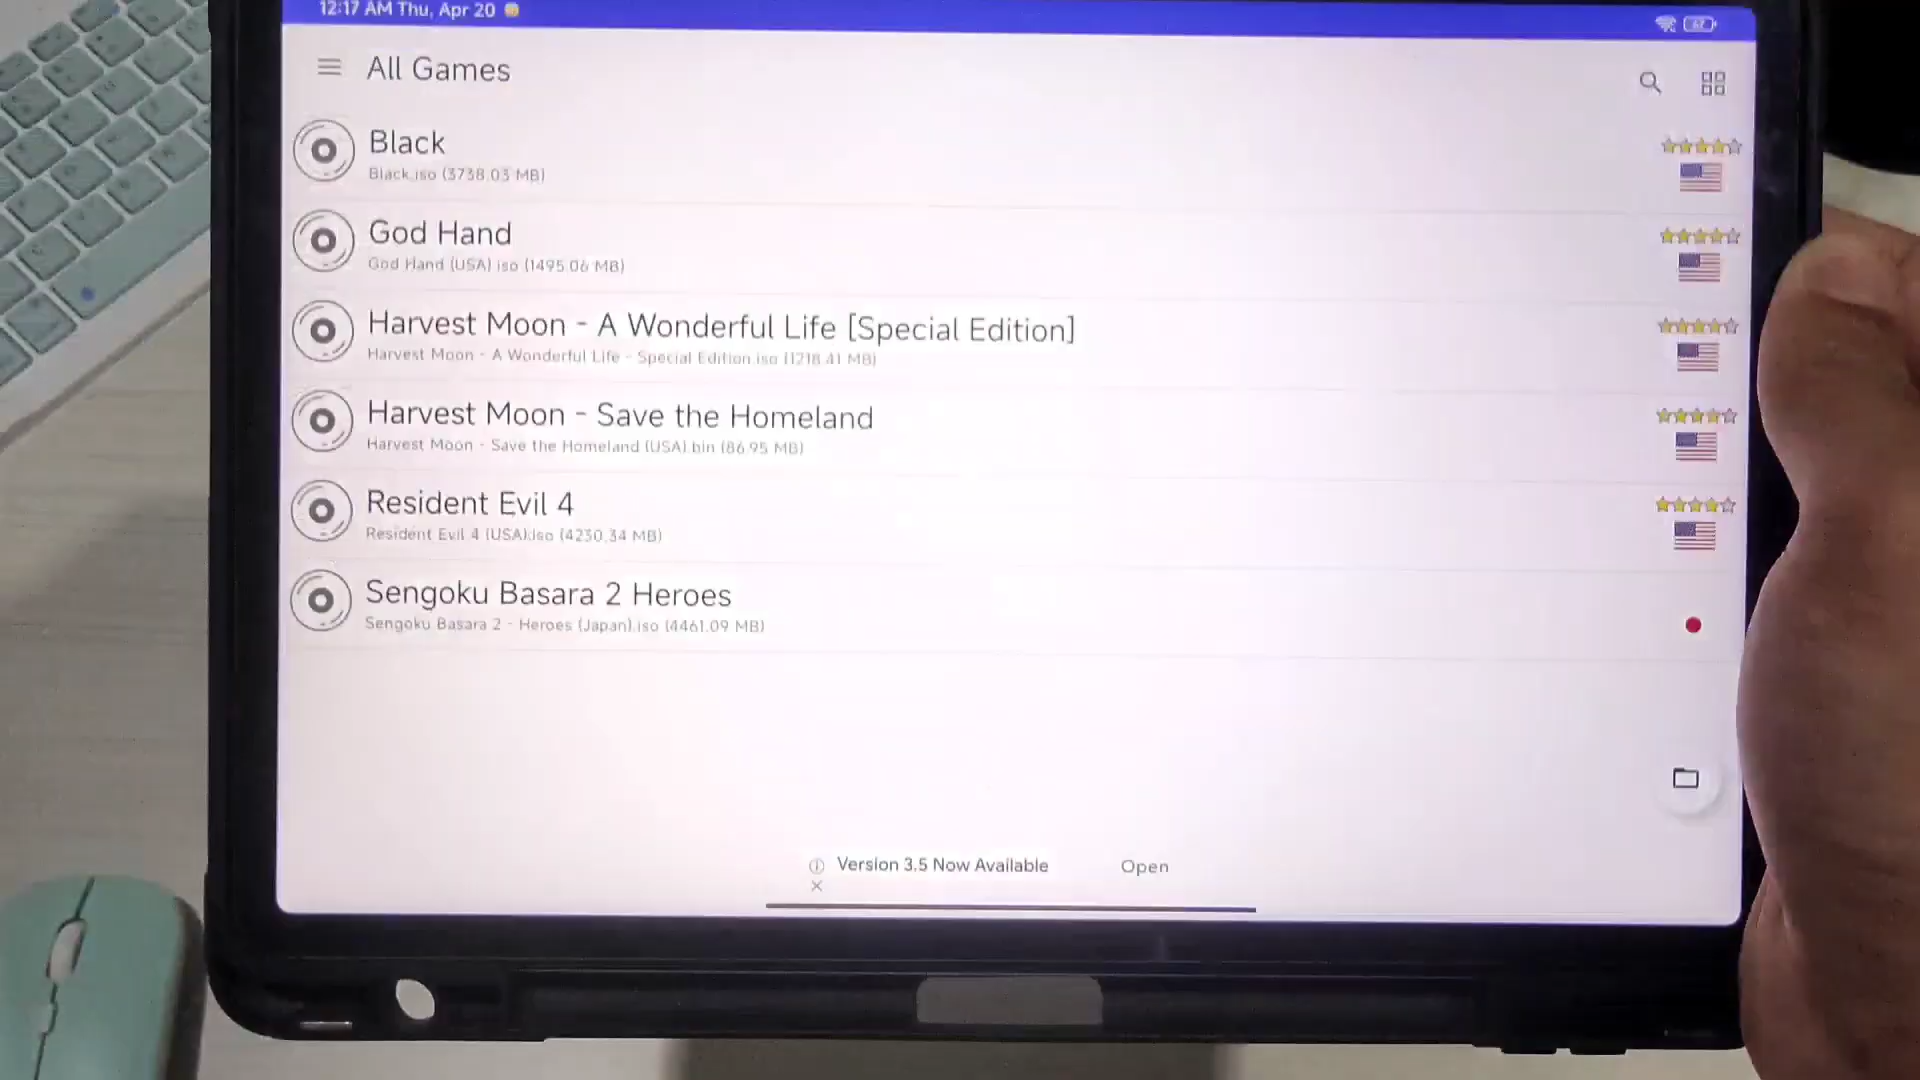 12:17 AM Thu, Apr 20
67
All Games
Black
Black.iso (3738.03 MB)
God Hand
God Hand (USA).iso (1495.06 MB)
Harvest Moon - A Wonderful Life [Special Edition]
Harvest Moon - A Wonderful Life - Special Edition.iso (1218.41 MB)
Harvest Moon - Save the Homeland
Harvest Moon - Save the Homeland (USA).bin (86.95 MB)
Resident Evil 4
Resident Evil 4 (USA).iso (4230.34 MB)
Sengoku Basara 2 Heroes
Sengoku Basara 2 - Heroes (Japan).iso (4461.09 MB)
Version 3.5 Now Available
Open